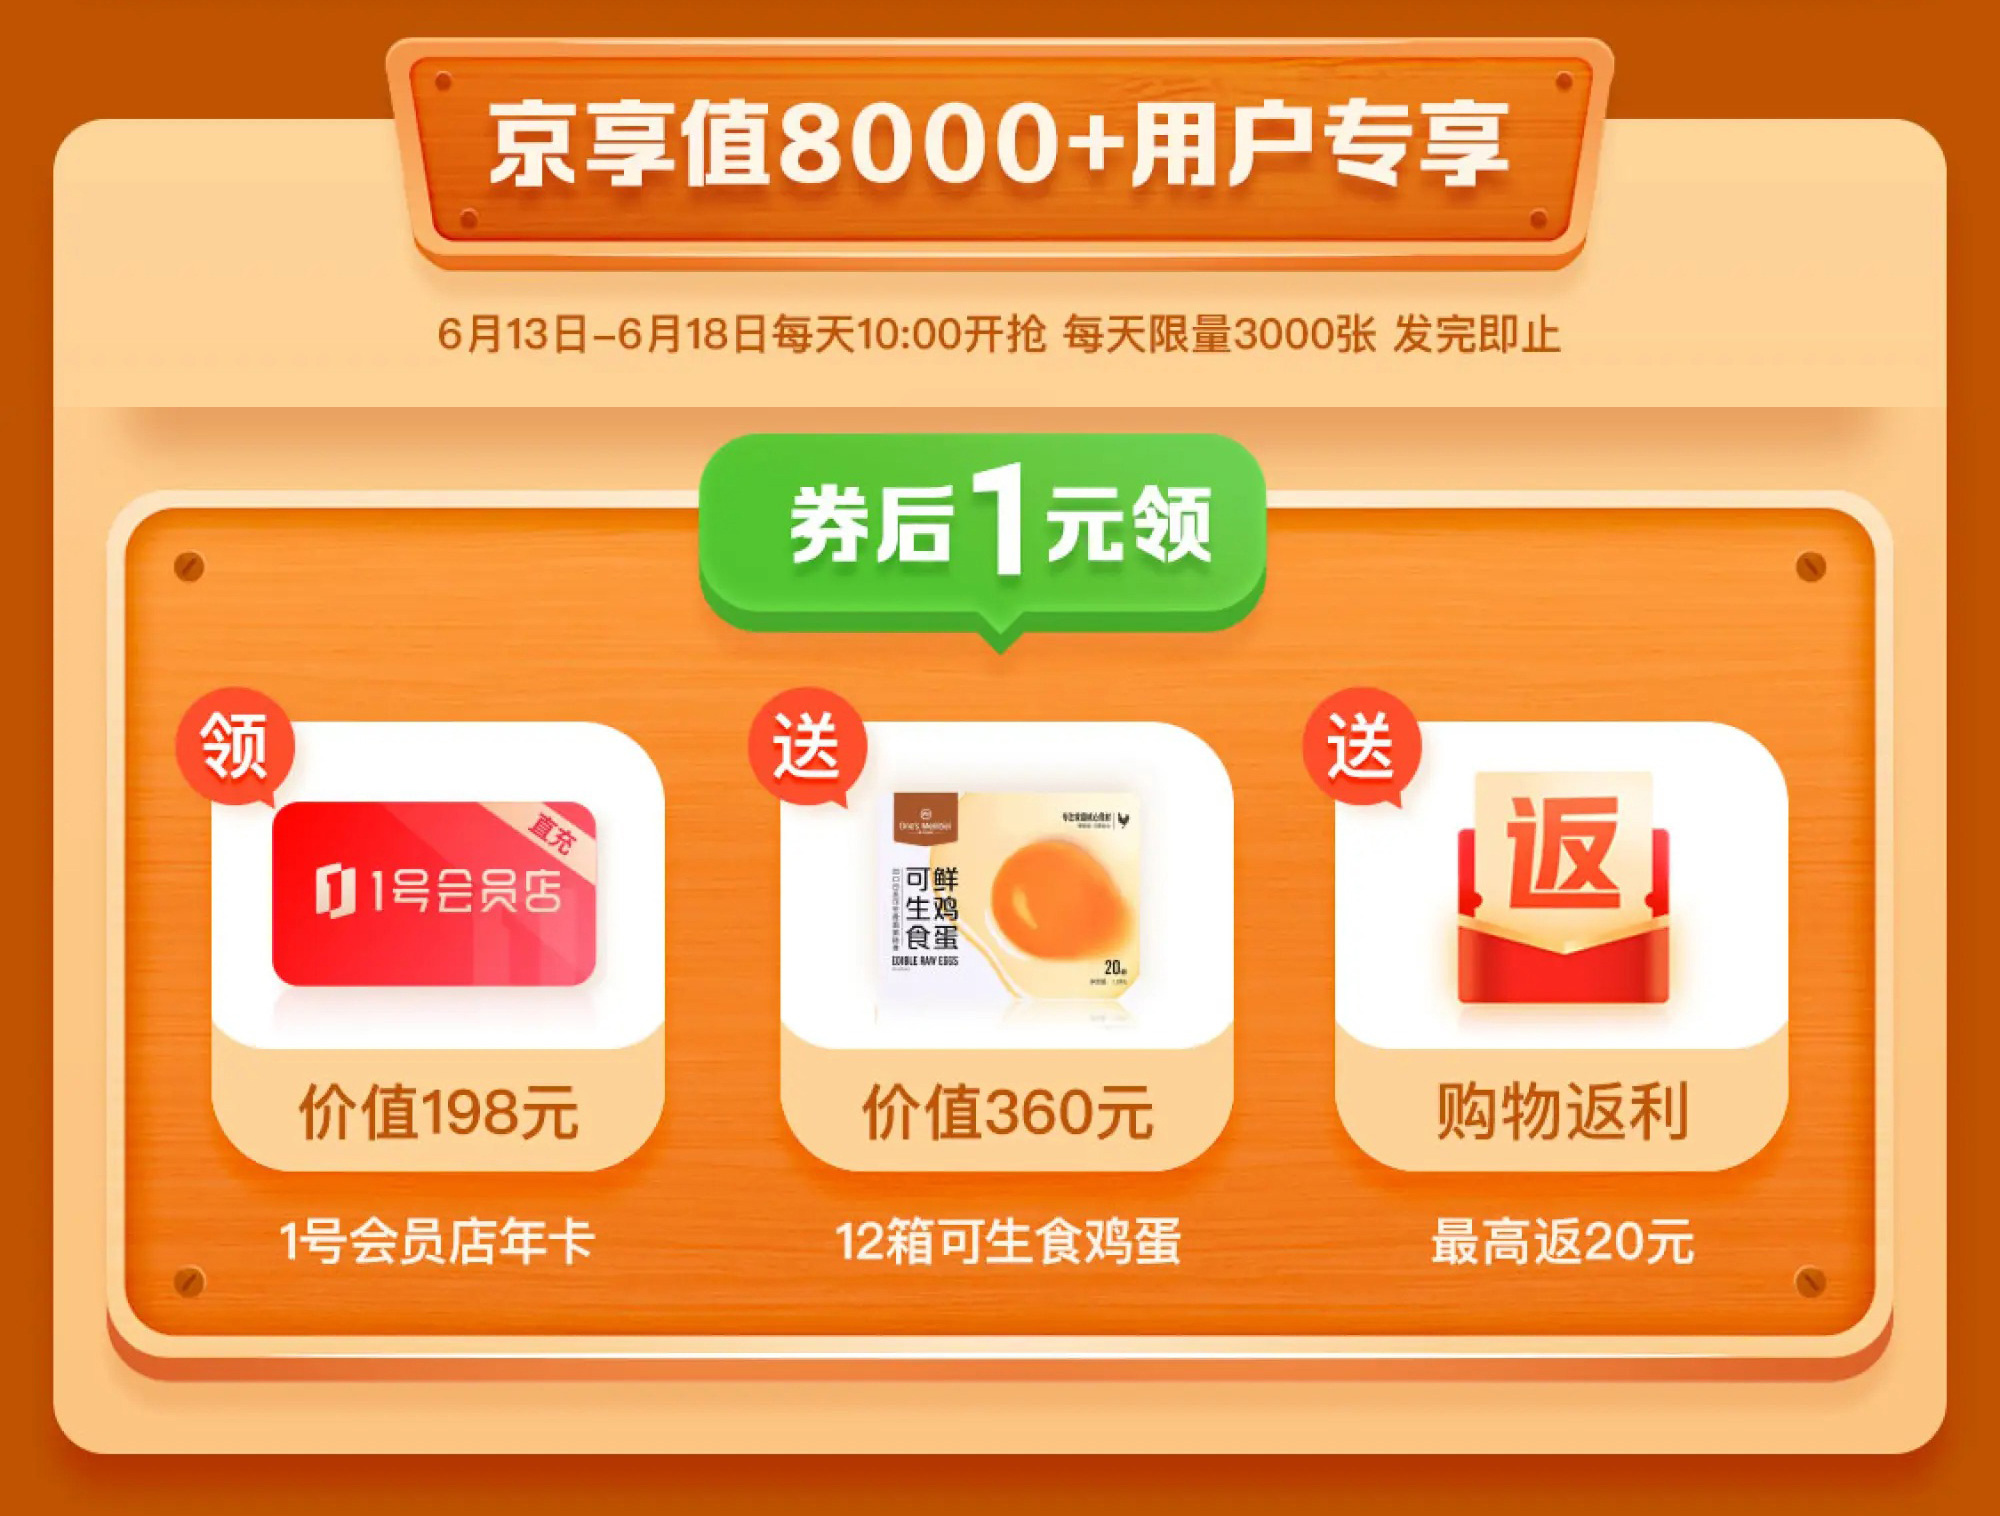 京享值8000+用户专享
6月13日-6月18日每天10:00开抢 每天限量3000张 发完即止
券后1元领
领
直充
1号会员店
价值198元
1号会员店年卡
送
One's Member
鲜鸡蛋
可生食
EDIBLE RAW EGGS
20
价值360元
12箱可生食鸡蛋
送
返
购物返利
最高返20元